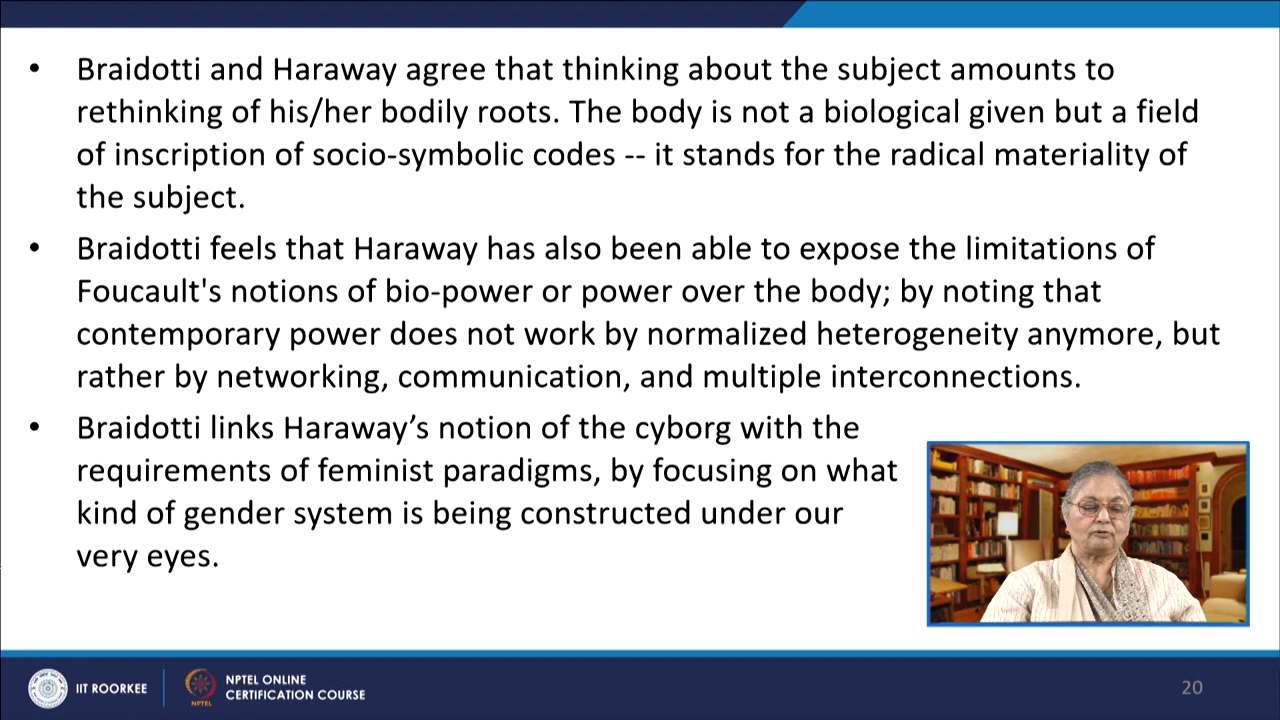 • Braidotti and Haraway agree that thinking about the subject amounts to
rethinking of his/her bodily roots. The body is not a biological given but a field
of inscription of socio-symbolic codes -- it stands for the radical materiality of
the subject.
• Braidotti feels that Haraway has also been able to expose the limitations of
Foucault's notions of bio-power or power over the body; by noting that
contemporary power does not work by normalized heterogeneity anymore, but
rather by networking, communication, and multiple interconnections.
• Braidotti links Haraway’s notion of the cyborg with the
requirements of feminist paradigms, by focusing on what
kind of gender system is being constructed under our
very eyes.
IIT ROORKEE
NPTEL
NPTEL ONLINE
CERTIFICATION COURSE
20